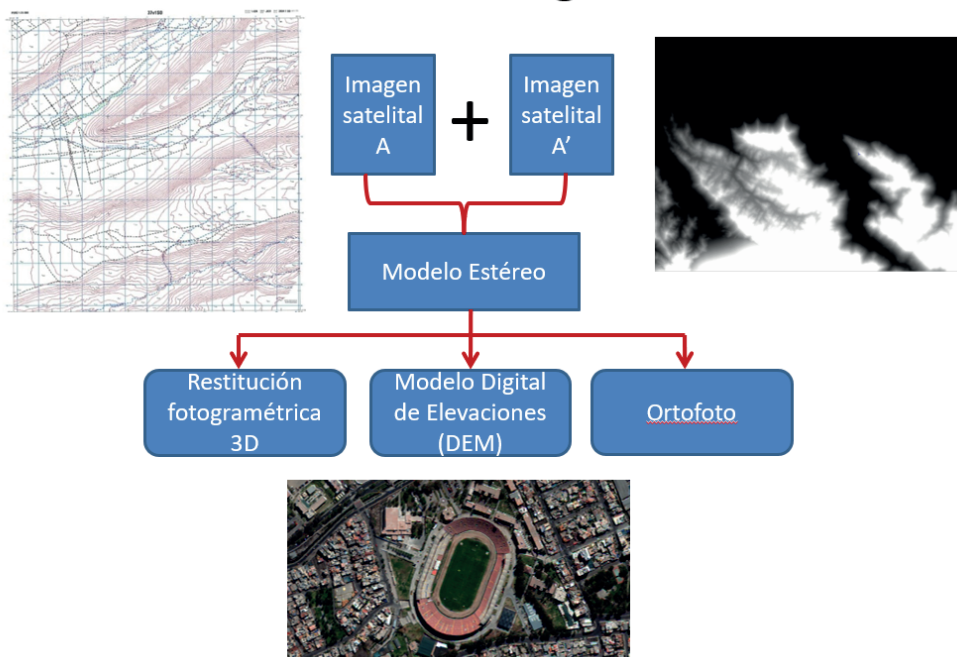 Imagen
satelital
A
+
Imagen
satelital
A’
Modelo Estéreo
Restitución
fotogramétrica
3D
Modelo Digital
de Elevaciones
(DEM)
Ortofoto